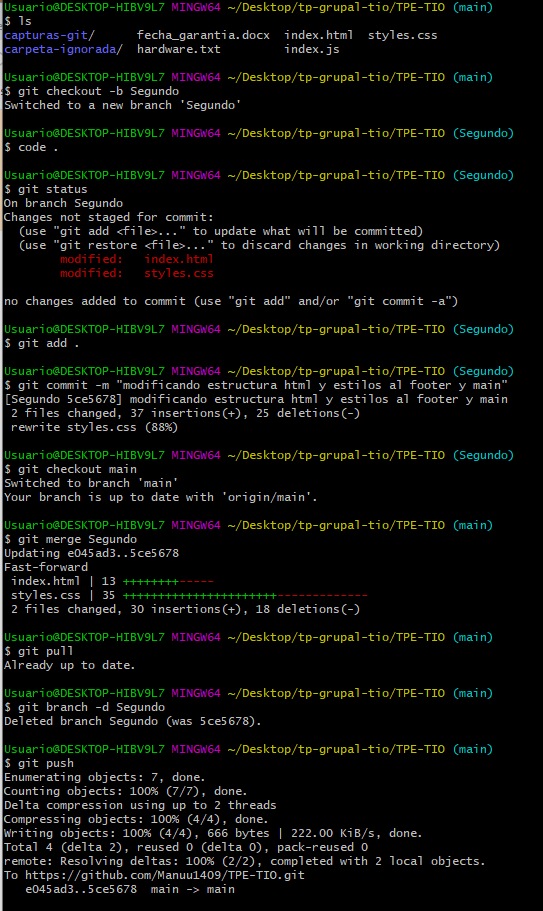 Usuario@DESKTOP-HIBV9L7 MINGW64 ~/Desktop/tp-grupal-tio/TPE-TIO (main)
$ ls
capturas-git/      fecha_garantia.docx  index.html  styles.css
carpeta-ignorada/  hardware.txt         index.js
Usuario@DESKTOP-HIBV9L7 MINGW64 ~/Desktop/tp-grupal-tio/TPE-TIO (main)
$ git checkout -b Segundo
Switched to a new branch 'Segundo'
Usuario@DESKTOP-HIBV9L7 MINGW64 ~/Desktop/tp-grupal-tio/TPE-TIO (Segundo)
$ code .
Usuario@DESKTOP-HIBV9L7 MINGW64 ~/Desktop/tp-grupal-tio/TPE-TIO (Segundo)
$ git status
On branch Segundo
Changes not staged for commit:
  (use "git add <file>..." to update what will be committed)
  (use "git restore <file>..." to discard changes in working directory)
        modified:   index.html
        modified:   styles.css
no changes added to commit (use "git add" and/or "git commit -a")
Usuario@DESKTOP-HIBV9L7 MINGW64 ~/Desktop/tp-grupal-tio/TPE-TIO (Segundo)
$ git add .
Usuario@DESKTOP-HIBV9L7 MINGW64 ~/Desktop/tp-grupal-tio/TPE-TIO (Segundo)
$ git commit -m "modificando estructura html y estilos al footer y main"
[Segundo 5ce5678] modificando estructura html y estilos al footer y main
 2 files changed, 37 insertions(+), 25 deletions(-)
 rewrite styles.css (88%)
Usuario@DESKTOP-HIBV9L7 MINGW64 ~/Desktop/tp-grupal-tio/TPE-TIO (Segundo)
$ git checkout main
Switched to branch 'main'
Your branch is up to date with 'origin/main'.
Usuario@DESKTOP-HIBV9L7 MINGW64 ~/Desktop/tp-grupal-tio/TPE-TIO (main)
$ git merge Segundo
Updating e045ad3..5ce5678
Fast-forward
 index.html | 13 ++++++++-----
 styles.css | 35 ++++++++++++++++++++++-------------
 2 files changed, 30 insertions(+), 18 deletions(-)
Usuario@DESKTOP-HIBV9L7 MINGW64 ~/Desktop/tp-grupal-tio/TPE-TIO (main)
$ git pull
Already up to date.
Usuario@DESKTOP-HIBV9L7 MINGW64 ~/Desktop/tp-grupal-tio/TPE-TIO (main)
$ git branch -d Segundo
Deleted branch Segundo (was 5ce5678).
Usuario@DESKTOP-HIBV9L7 MINGW64 ~/Desktop/tp-grupal-tio/TPE-TIO (main)
$ git push
Enumerating objects: 7, done.
Counting objects: 100% (7/7), done.
Delta compression using up to 2 threads
Compressing objects: 100% (4/4), done.
Writing objects: 100% (4/4), 666 bytes | 222.00 KiB/s, done.
Total 4 (delta 2), reused 0 (delta 0), pack-reused 0
remote: Resolving deltas: 100% (2/2), completed with 2 local objects.
To https://github.com/Manuu1409/TPE-TIO.git
   e045ad3..5ce5678  main -> main